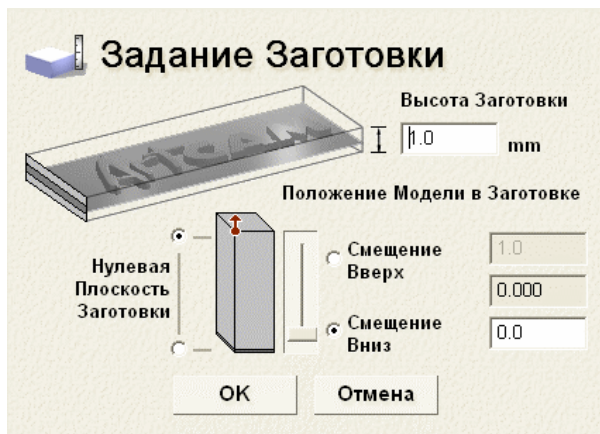 Задание Заготовки
ArtCAM
Высота Заготовки
1.0
mm
Положение Модели в Заготовке
Нулевая
Плоскость
Заготовки
Смещение
Вверх
1.0
0.000
Смещение
Вниз
0.0
OK
Отмена